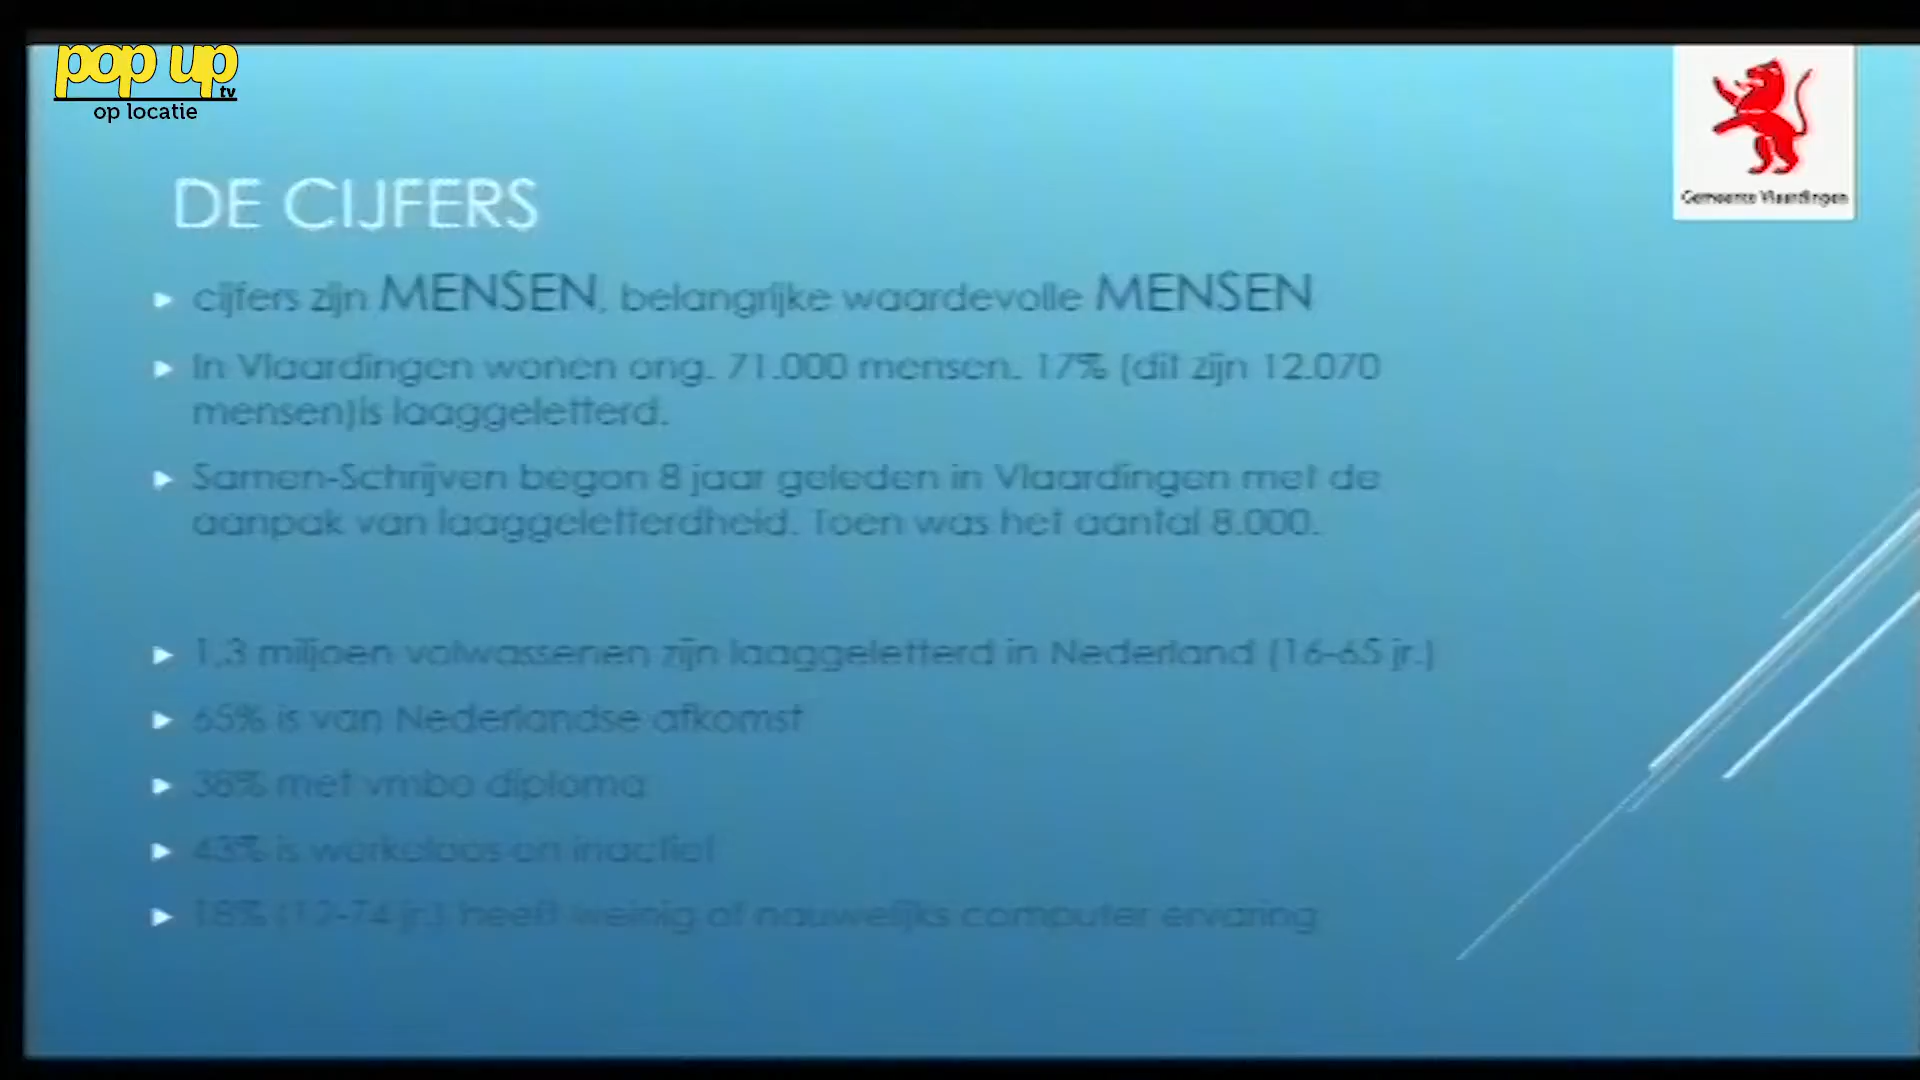 pop up
tv
op locatie
Gemeente Vlaardingen
DE CIJFERS
cijfers zijn MENSEN, belangrijke waardevolle MENSEN
In Vlaardingen wonen ong. 71.000 mensen. 17% (dit zijn 12.070
mensen)is laaggeletterd.
Samen-Schrijven begon 8 jaar geleden in Vlaardingen met de
aanpak van laaggeletterdheid. Toen was het aantal 8.000.
1,3 miljoen volwassenen zijn laaggeletterd in Nederland (16-65 jr.)
65% is van Nederlandse afkomst
38% met vmbo diploma
43% is werkeloos en inactief
18% (12-74 jr.) heeft weinig of nauwelijks computer ervaring